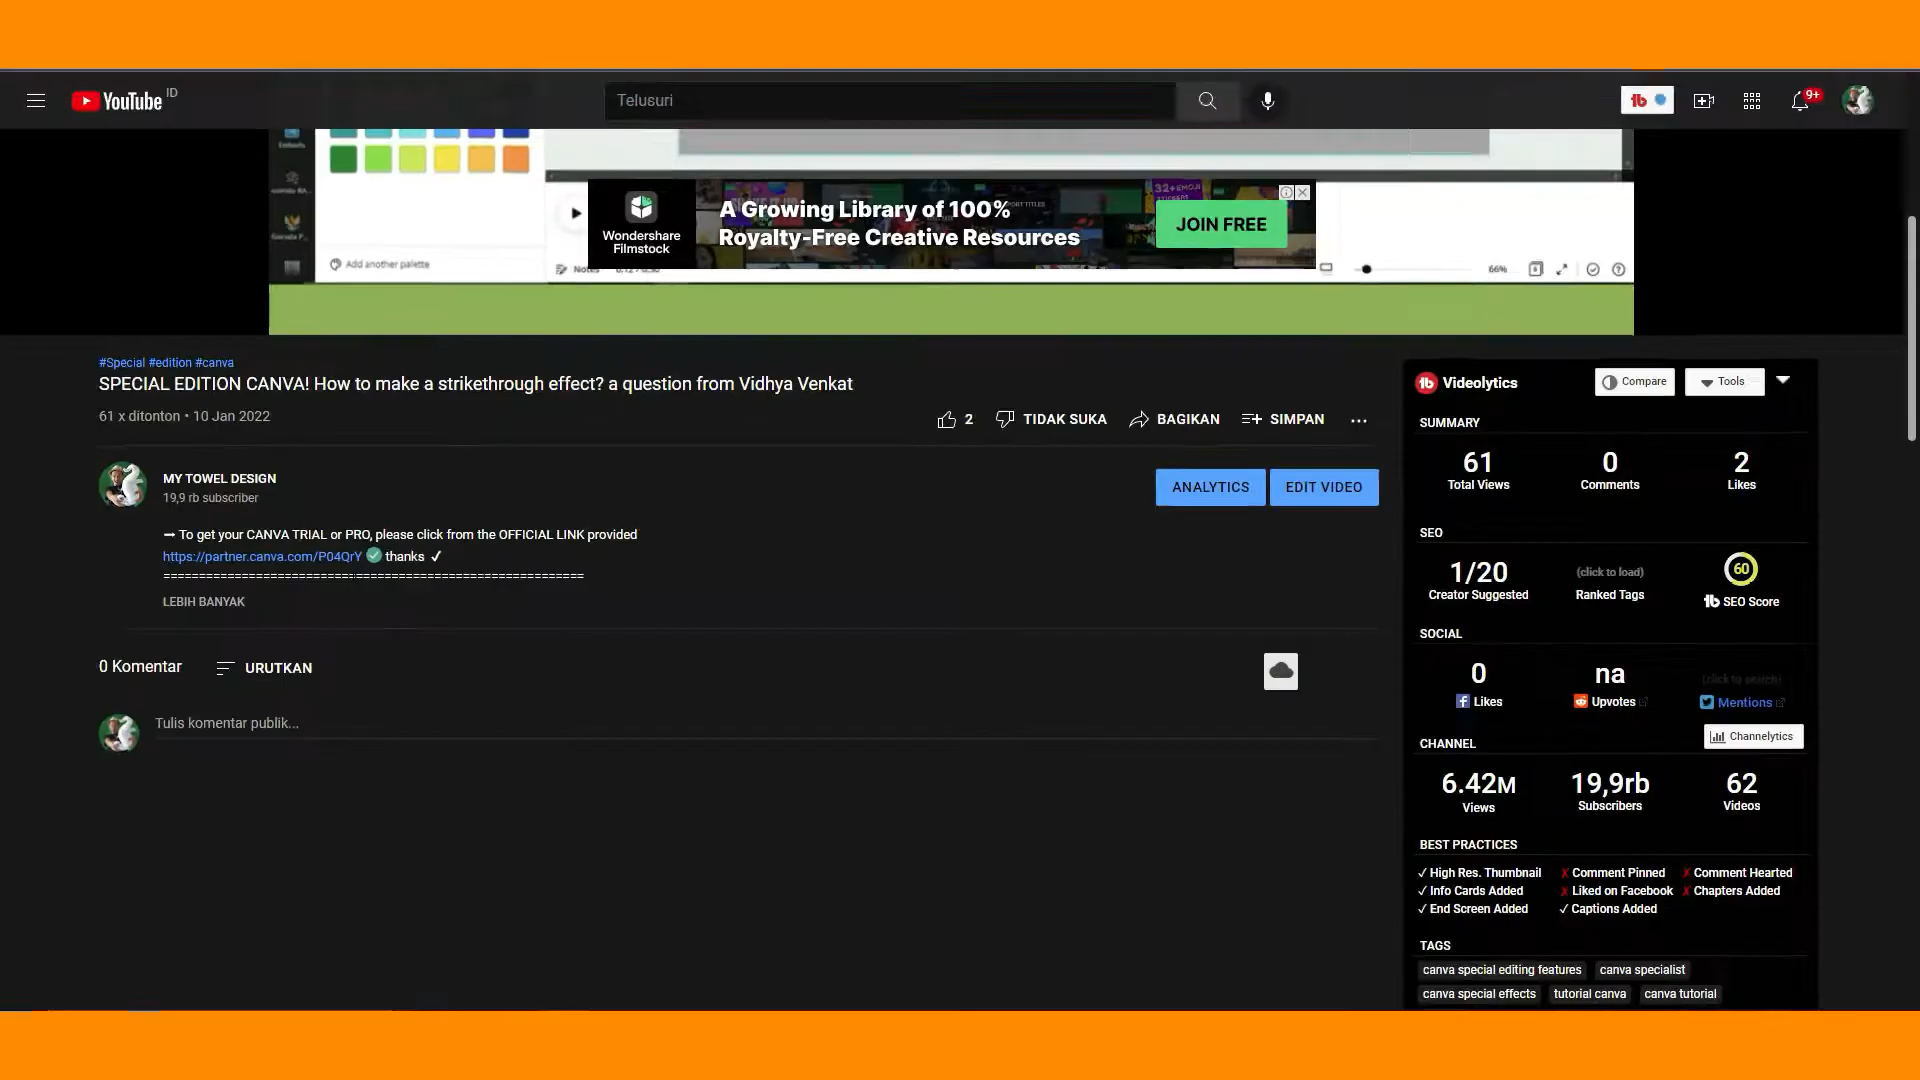 YouTube ID
Telusuri
9+
Add another palette
Notes
66%
Wondershare
Filmstock
A Growing Library of 100%
Royalty-Free Creative Resources
32+ EMOJI
JOIN FREE
#Special #edition #canva
SPECIAL EDITION CANVA! How to make a strikethrough effect? a question from Vidhya Venkat
61 x ditonton • 10 Jan 2022
2 TIDAK SUKA BAGIKAN SIMPAN ...
MY TOWEL DESIGN
19,9 rb subscriber
ANALYTICS EDIT VIDEO
➞ To get your CANVA TRIAL or PRO, please click from the OFFICIAL LINK provided
https://partner.canva.com/P04QrY ✅ thanks ✓
==========================================================
LEBIH BANYAK
0 Komentar URUTKAN
Tulis komentar publik...
Videolytics Compare Tools
SUMMARY
61 0 2
Total Views Comments Likes
SEO
1/20 (click to load) 60
Creator Suggested Ranked Tags SEO Score
SOCIAL
0 na (click to search)
Likes Upvotes Mentions
Channelytics
CHANNEL
6.42M 19,9rb 62
Views Subscribers Videos
BEST PRACTICES
✓ High Res. Thumbnail ✗ Comment Pinned ✗ Comment Hearted
✓ Info Cards Added ✗ Liked on Facebook ✗ Chapters Added
✓ End Screen Added ✓ Captions Added
TAGS
canva special editing features canva specialist
canva special effects tutorial canva canva tutorial